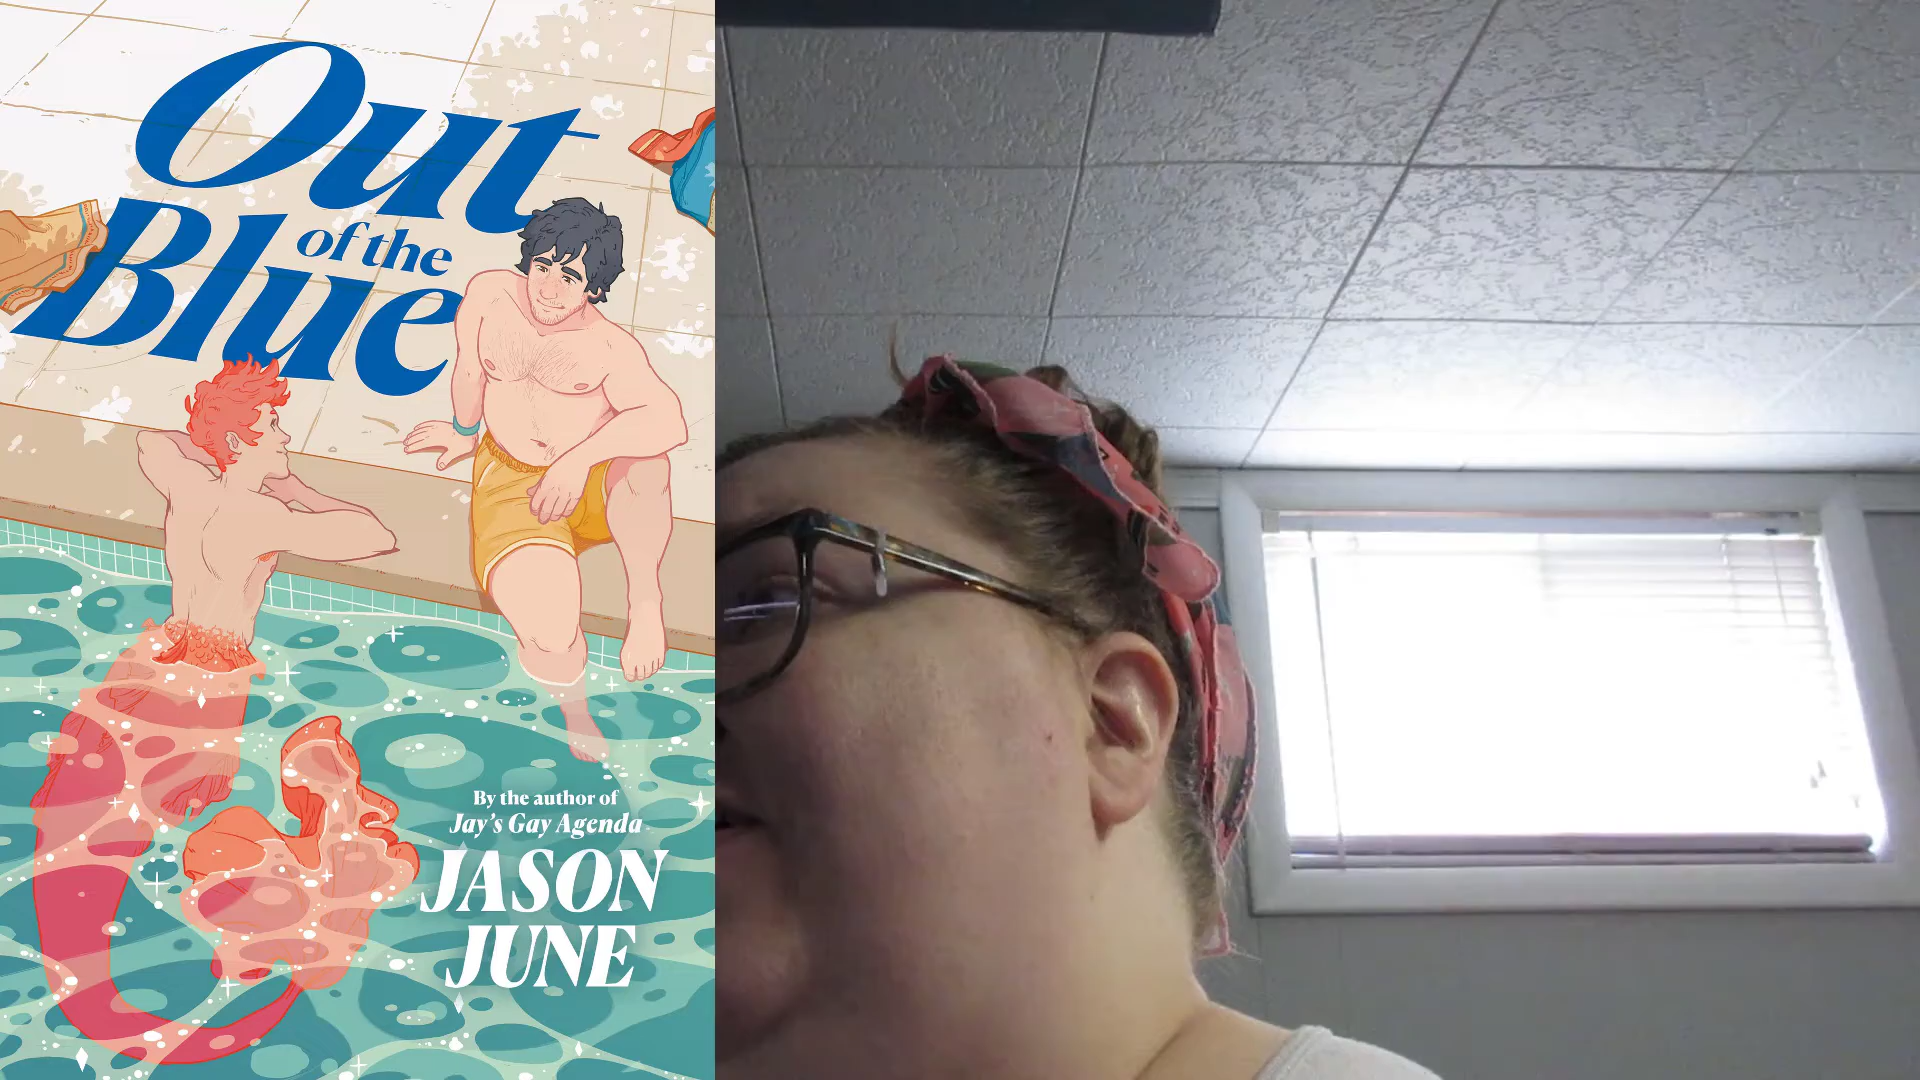 Out
of the
Blue
By the author of
Jay's Gay Agenda
JASON
JUNE